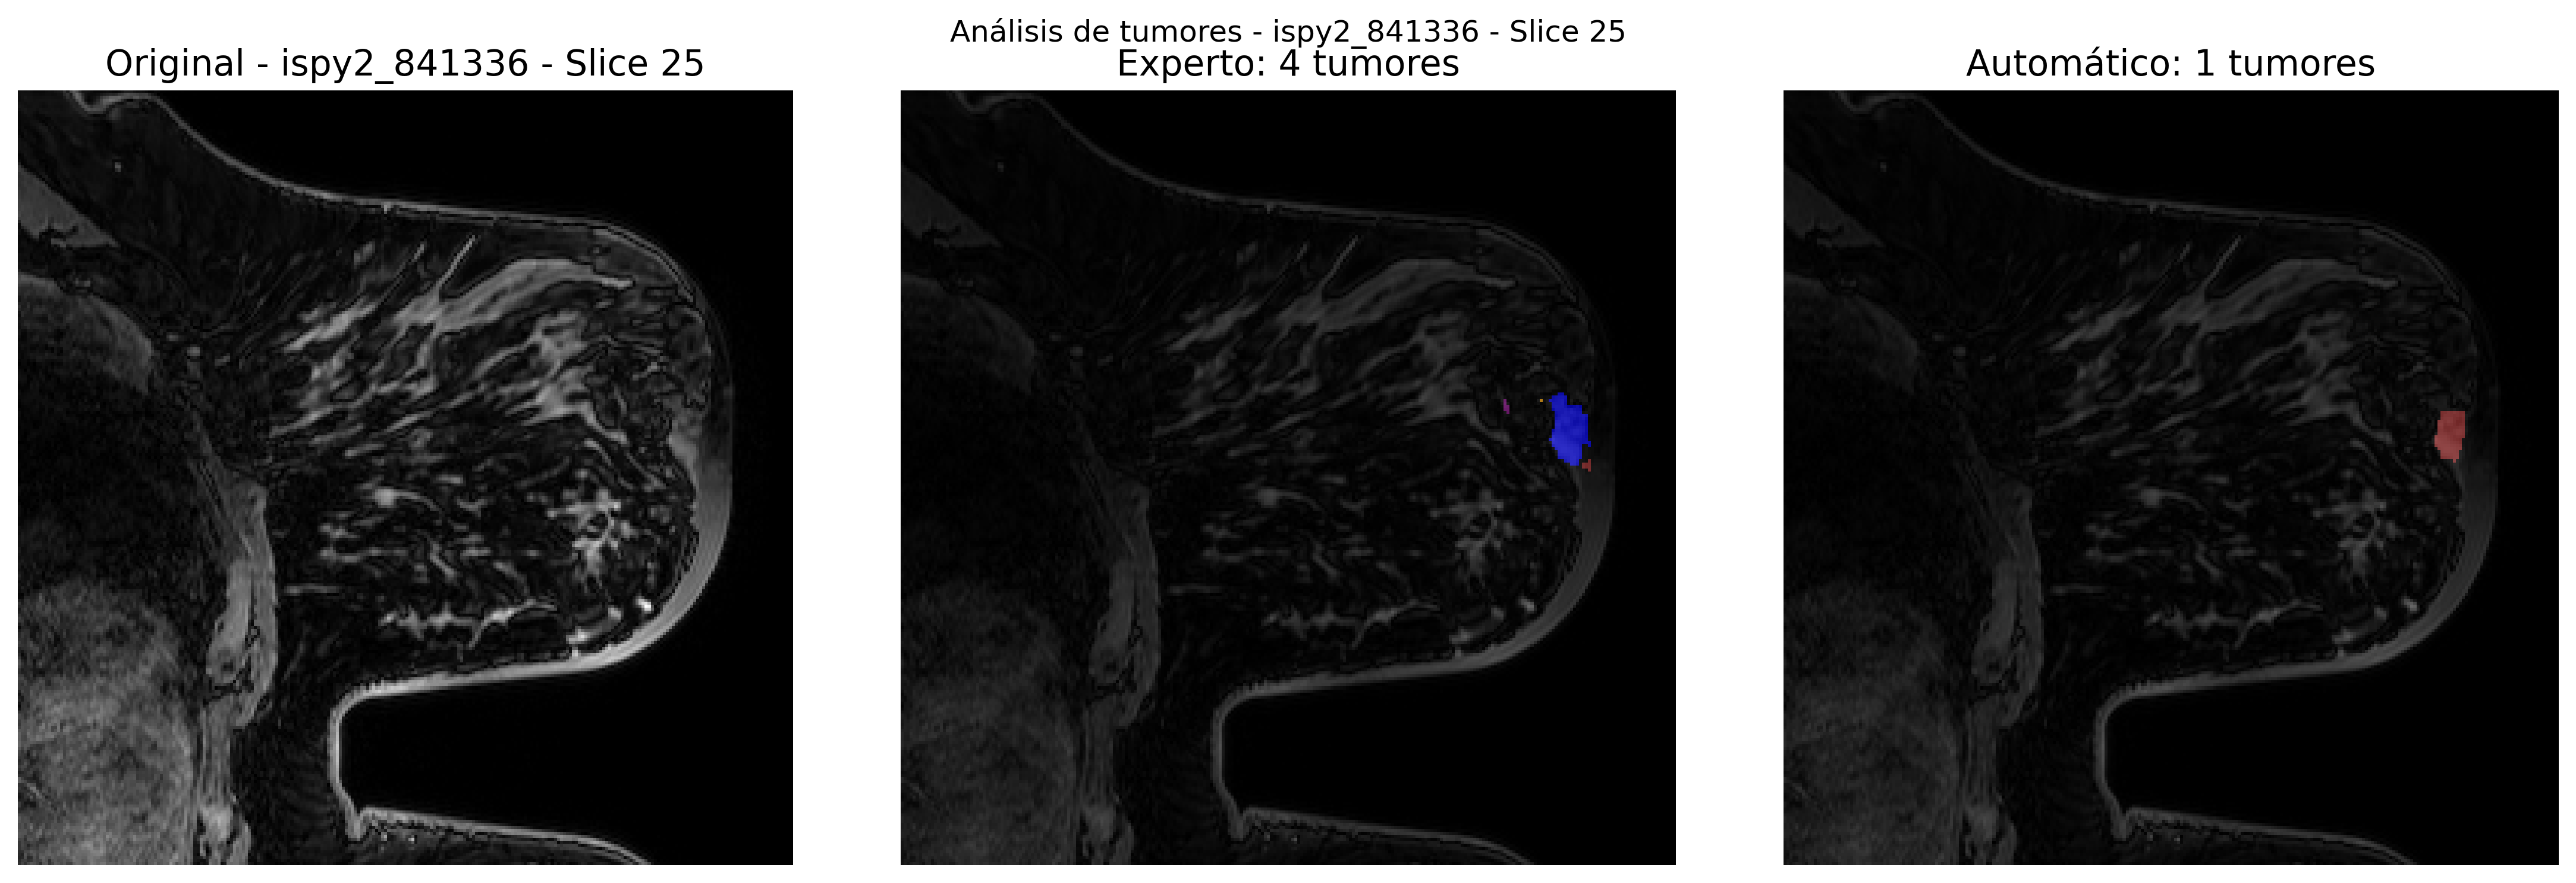 Análisis de tumores - ispy2_841336 - Slice 25
Original - ispy2_841336 - Slice 25
Experto: 4 tumores
Automático: 1 tumores